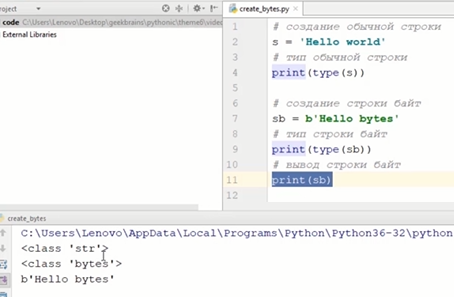 Project
create_bytes.py
code C:\Users\Lenovo\Desktop\geekbrains\pythonic\theme6\video
External Libraries
1 # создание обычной строки
2 s = 'Hello world'
3 # тип обычной строки
4 print(type(s))
5
6 # создание строки байт
7 sb = b'Hello bytes'
8 # тип строки байт
9 print(type(sb))
10 # вывод строки байт
11 print(sb)
12
create_bytes
C:\Users\Lenovo\AppData\Local\Programs\Python\Python36-32\python
<class 'str'>
<class 'bytes'>
b'Hello bytes'